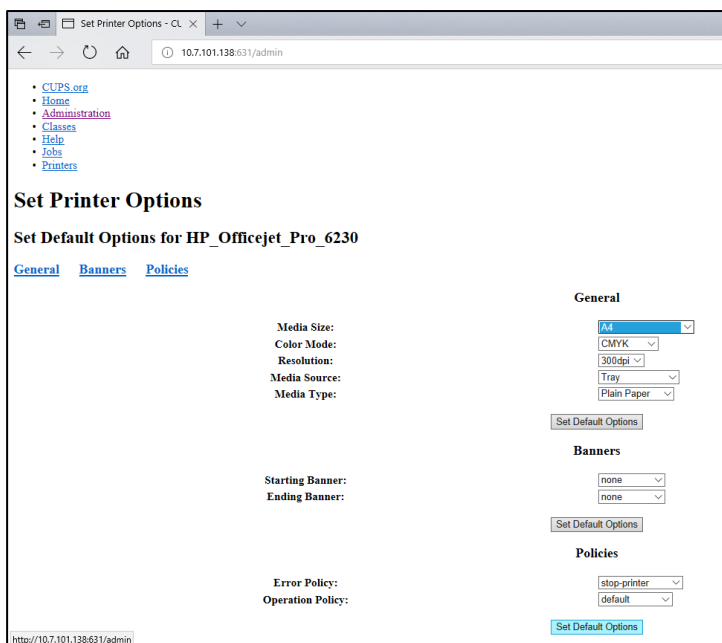 Set Printer Options - CL
10.7.101.138:631/admin
CUPS.org
Home
Administration
Classes
Help
Jobs
Printers
Set Printer Options
Set Default Options for HP_Officejet_Pro_6230
General Banners Policies
General
Media Size: A4
Color Mode: CMYK
Resolution: 300dpi
Media Source: Tray
Media Type: Plain Paper
Set Default Options
Banners
Starting Banner: none
Ending Banner: none
Set Default Options
Policies
Error Policy: stop-printer
Operation Policy: default
Set Default Options
http://10.7.101.138:631/admin